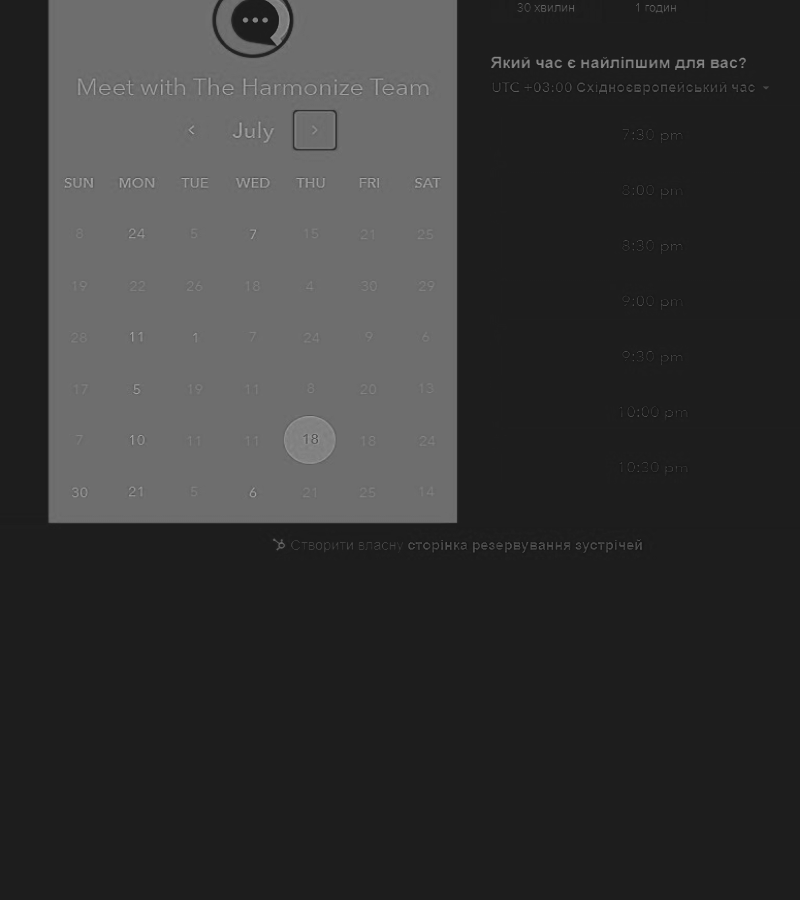 30 хвилин 1 годин
Meet with The Harmonize Team
July
SUN MON TUE WED THU FRI SAT
8 24 5 7 15 21 25
19 22 26 18 4 30 29
28 11 1 7 24 9 6
17 5 19 11 8 20 13
7 10 11 11 18 18 24
30 21 5 6 21 25 14
Який час є найліпшим для вас?
UTC +03:00 Східноєвропейський час
7:30 pm
8:00 pm
8:30 pm
9:00 pm
9:30 pm
10:00 pm
10:30 pm
Створити власну сторінка резервування зустрічей